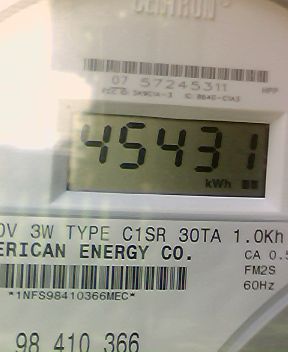 CENTRON
07 57245311
45431
kWh
3W TYPE C1SR 30TA 1.0Kh
ERICAN ENERGY CO.
CA 0.5
FM2S
60Hz
*1NFS98410366MEC*
98 410 366